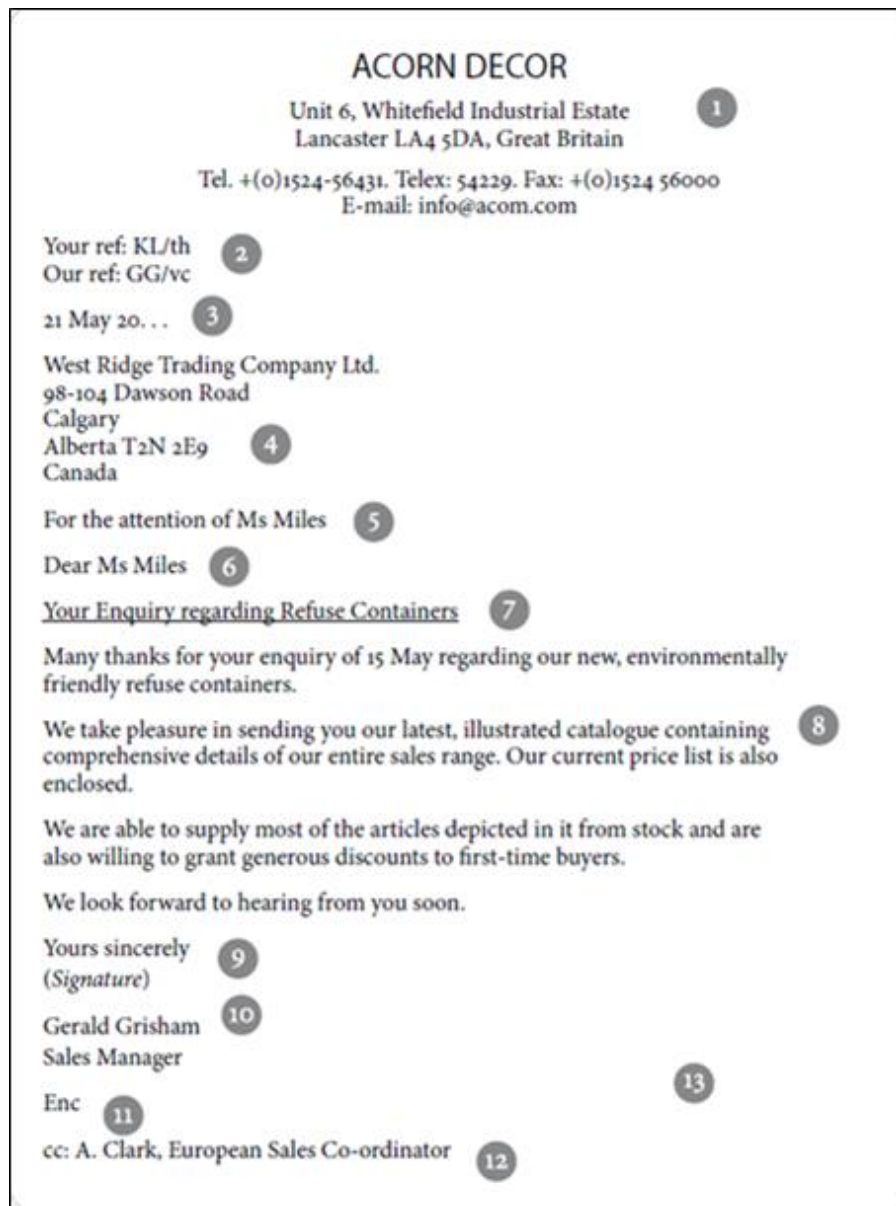 ACORN DECOR
Unit 6, Whitefield Industrial Estate
1
Lancaster LA4 5DA, Great Britain
Tel. +(0)1524-56431. Telex: 54229. Fax: +(0)1524 56000
E-mail: info@acom.com
Your ref: KL/th
2
Our ref: GG/vc
21 May 20. . .
3
West Ridge Trading Company Ltd.
98-104 Dawson Road
Calgary
Alberta T2N 2E9
4
Canada
For the attention of Ms Miles
5
Dear Ms Miles
6
Your Enquiry regarding Refuse Containers
7
Many thanks for your enquiry of 15 May regarding our new, environmentally
friendly refuse containers.
We take pleasure in sending you our latest, illustrated catalogue containing
8
comprehensive details of our entire sales range. Our current price list is also
enclosed.
We are able to supply most of the articles depicted in it from stock and are
also willing to grant generous discounts to first-time buyers.
We look forward to hearing from you soon.
Yours sincerely
9
(Signature)
Gerald Grisham
10
Sales Manager
13
Enc
11
cc: A. Clark, European Sales Co-ordinator
12